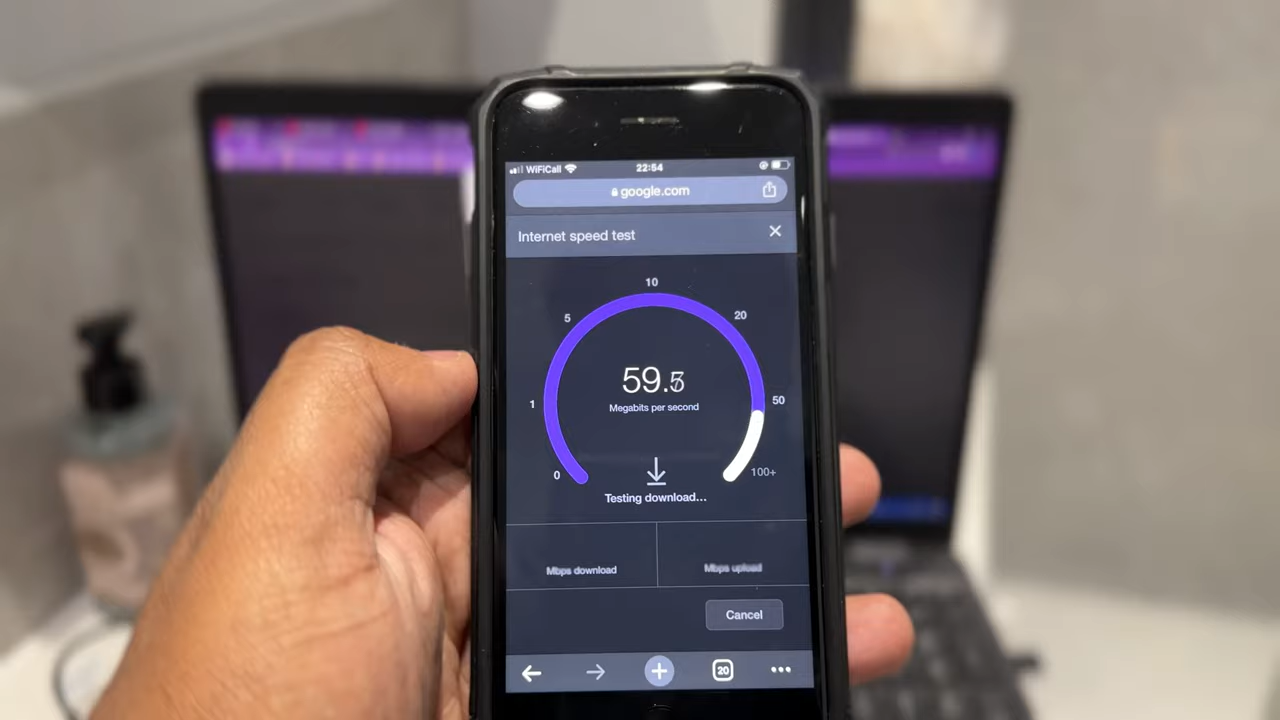 WiFiCall 22:54
google.com
Internet speed test
10
5 20
59.5
Megabits per second
1 50
0 100+
Testing download...
Mbps download Mbps upload
Cancel
20